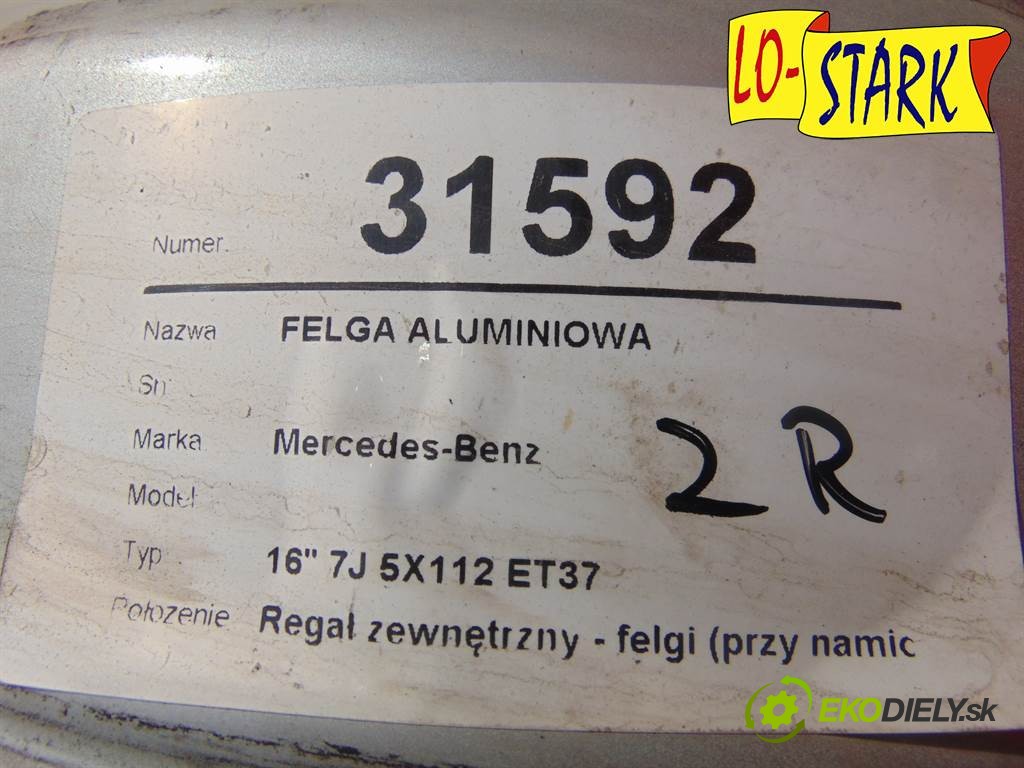 LO-STARK
Numer. 31592
Nazwa FELGA ALUMINIOWA
Sn
Marka Mercedes-Benz
2R
Model
Typ 16" 7J 5X112 ET37
Położenie Regał zewnętrzny - felgi (przy namic
EKODIELY.sk